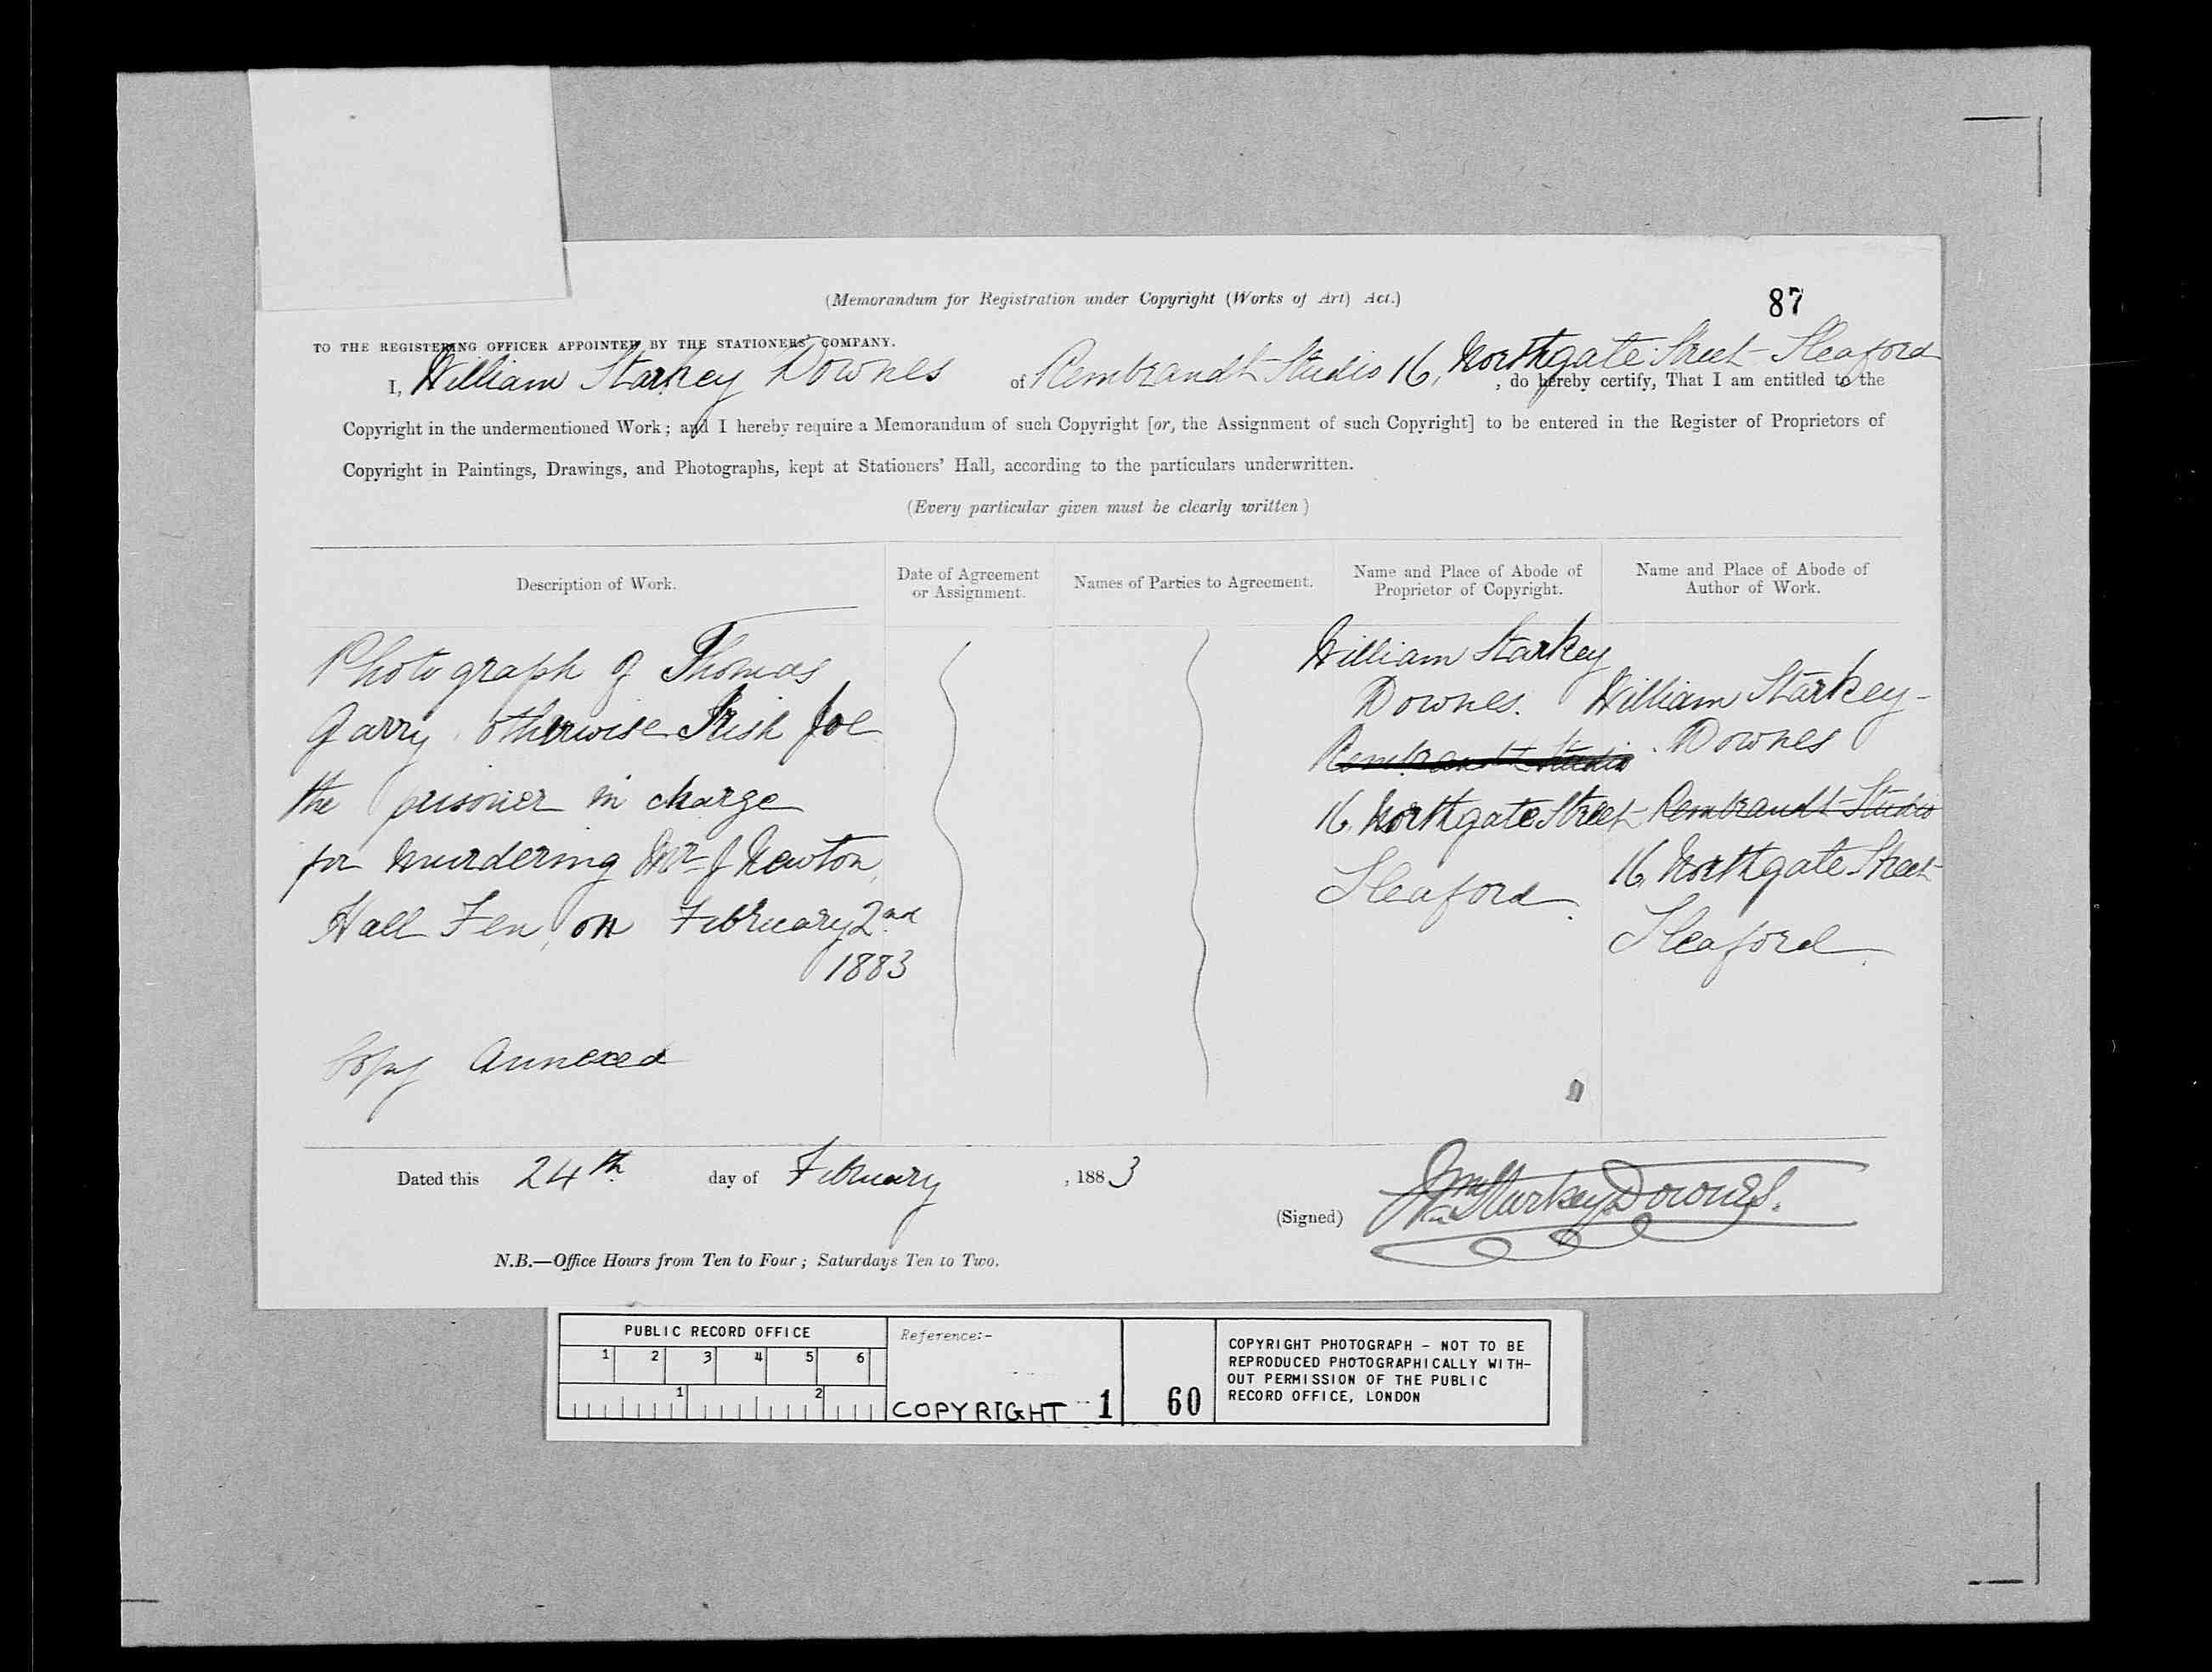 (Memorandum for Registration under Copyright (Works of Art) Act.)
87
TO THE REGISTERING OFFICER APPOINTED BY THE STATIONERS' COMPANY.
I, William Starkey Downes of Rembrandt Studio 16, Northgate Street Sleaford, do hereby certify, That I am entitled to the
Copyright in the undermentioned Work; and I hereby require a Memorandum of such Copyright [or, the Assignment of such Copyright] to be entered in the Register of Proprietors of
Copyright in Paintings, Drawings, and Photographs, kept at Stationers' Hall, according to the particulars underwritten.
(Every particular given must be clearly written)
Description of Work.
Date of Agreement
or Assignment.
Names of Parties to Agreement.
Name and Place of Abode of
Proprietor of Copyright.
Name and Place of Abode of
Author of Work.
Photograph of Thomas
Garry, otherwise Irish Joe
the prisoner in charge
for murdering Mr J Newton,
Hall Fen, on February 2nd
1883
Copy Annexed
William Starkey
Downes.
Rembrandt Studio
16, Northgate Street
Sleaford.
William Starkey
Downes
Rembrandt Studio
16, Northgate Street
Sleaford.
Dated this 24th day of February, 1883
(Signed) Wm Starkey Downes.
N.B.—Office Hours from Ten to Four; Saturdays Ten to Two.
PUBLIC RECORD OFFICE
1 2 3 4 5 6
1 2
Reference:-
COPYRIGHT 1 60
COPYRIGHT PHOTOGRAPH - NOT TO BE
REPRODUCED PHOTOGRAPHICALLY WITH-
OUT PERMISSION OF THE PUBLIC
RECORD OFFICE, LONDON